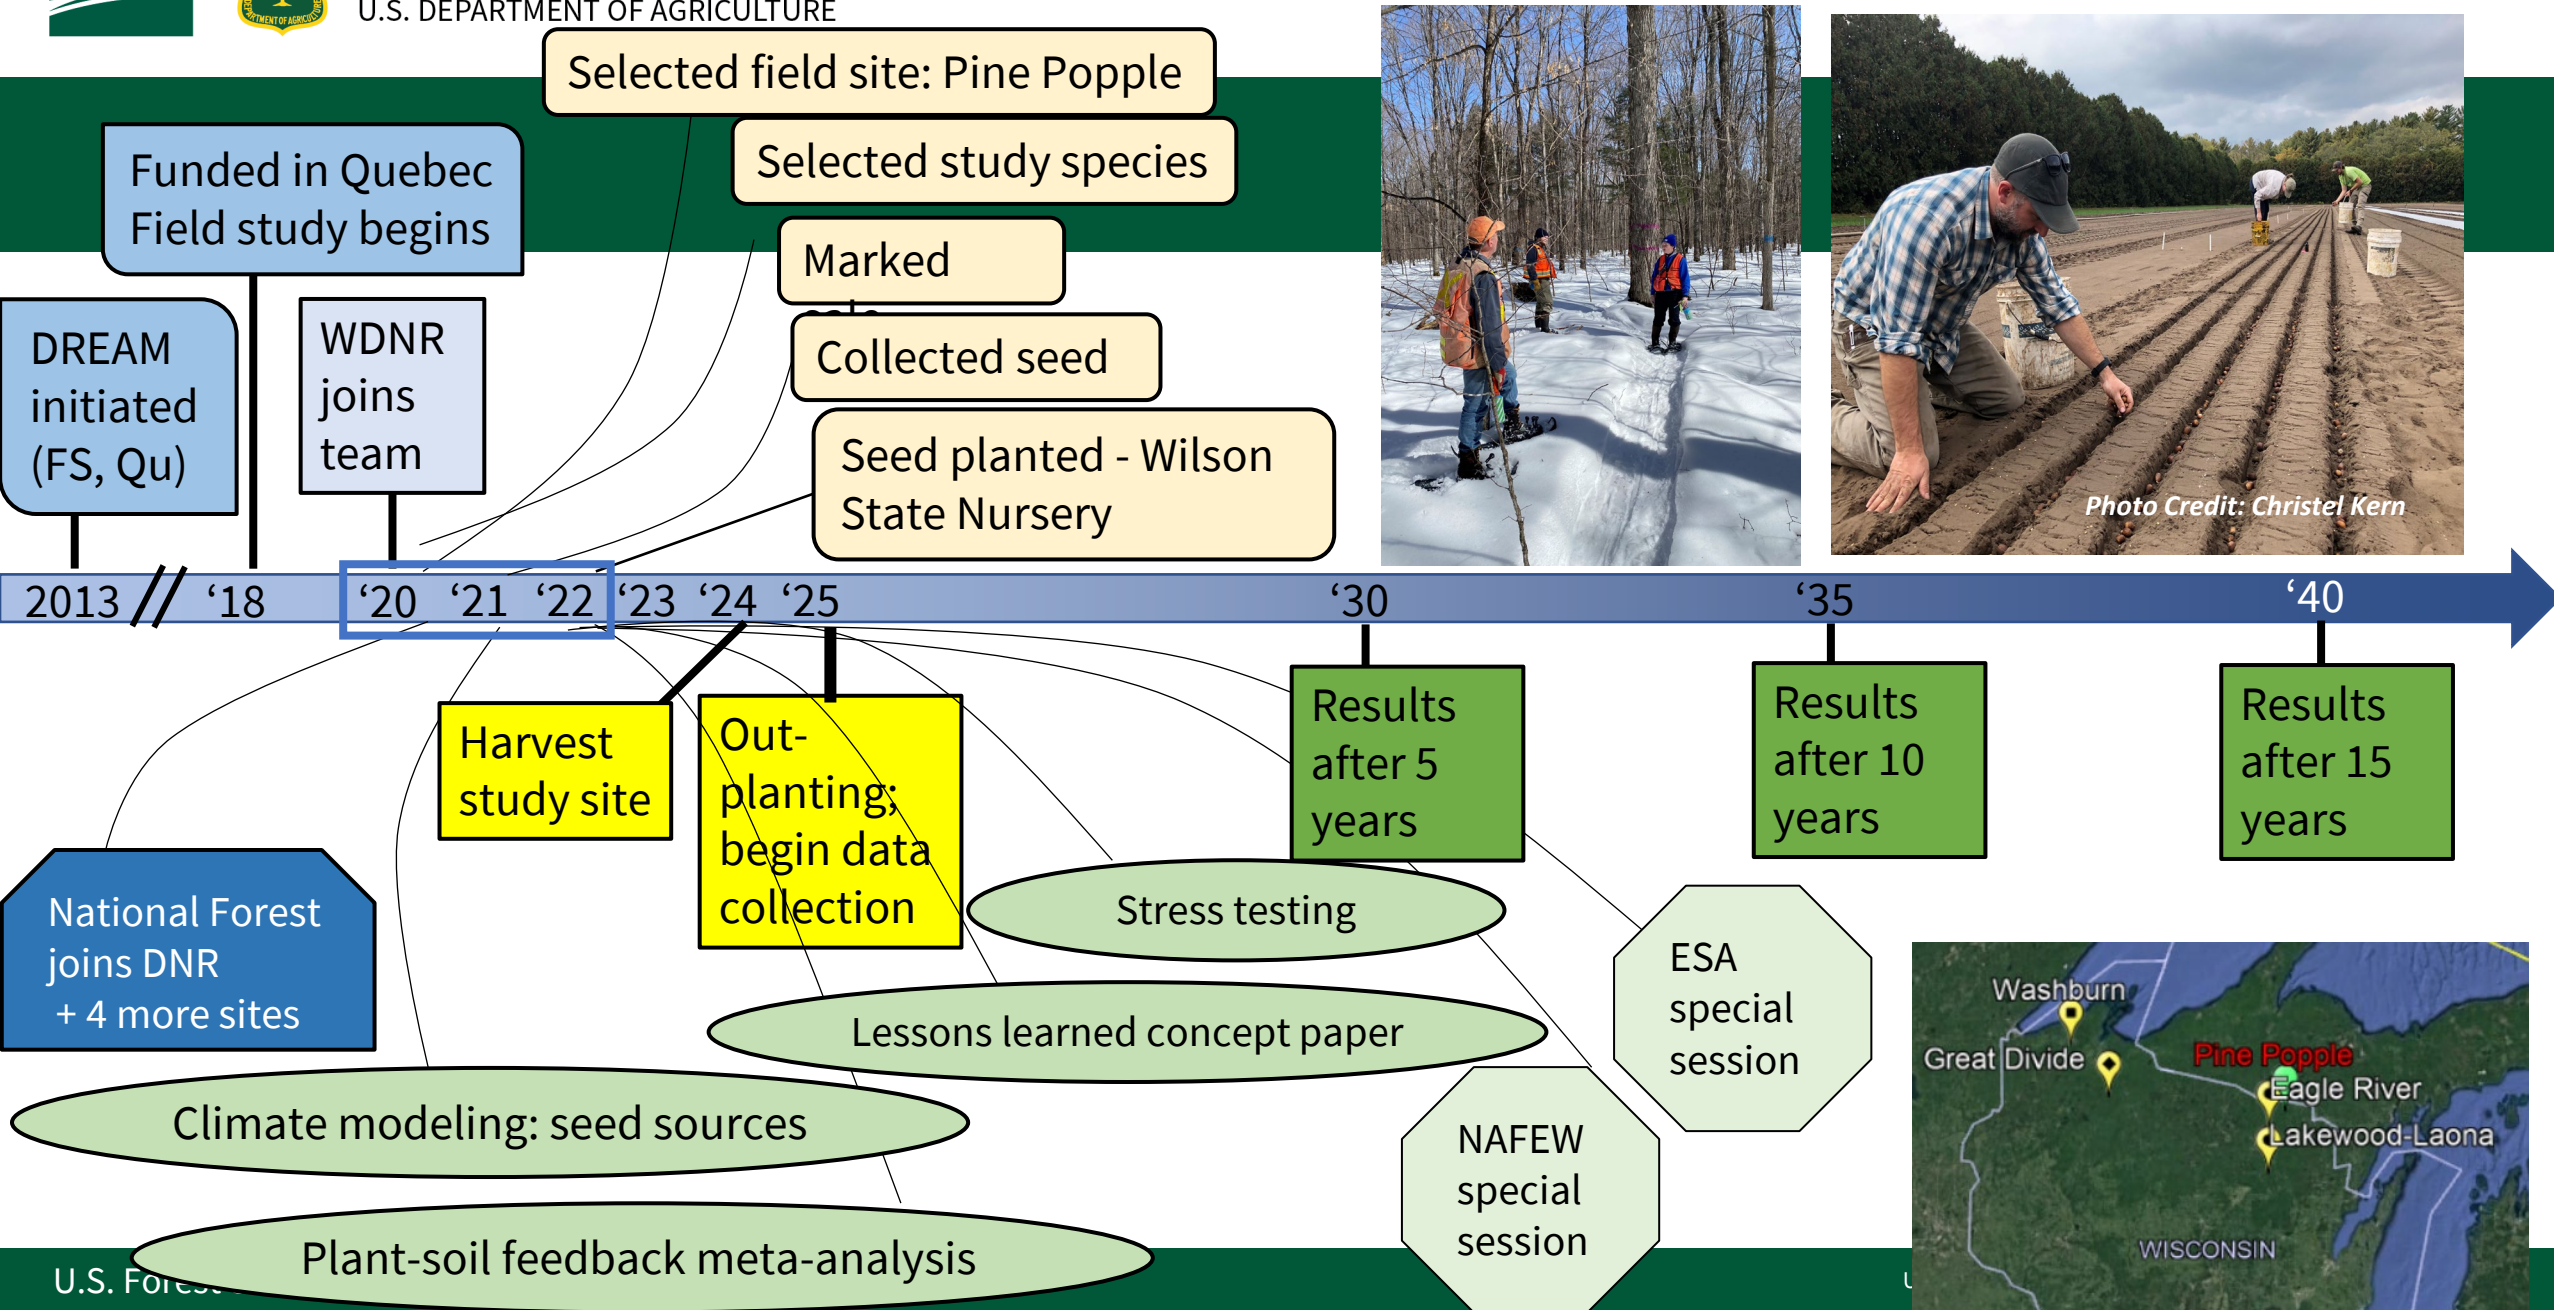 U.S. DEPARTMENT OF AGRICULTURE
DEPARTMENT OF AGRICULTURE
Selected field site: Pine Popple
Selected study species
Funded in Quebec
Field study begins
Marked
DREAM
initiated
(FS, Qu)
WDNR
joins
team
Collected seed
Seed planted - Wilson
State Nursery
Photo Credit: Christel Kern
2013 // ‘18 ‘20 ‘21 ‘22 ‘23 ‘24 ‘25 ‘30 ‘35 ‘40
Harvest
study site
Out-
planting;
begin data
collection
Results
after 5
years
Results
after 10
years
Results
after 15
years
National Forest
joins DNR
+ 4 more sites
Stress testing
Lessons learned concept paper
Climate modeling: seed sources
Plant-soil feedback meta-analysis
ESA
special
session
NAFEW
special
session
Washburn
Great Divide
Pine Popple
Eagle River
Lakewood-Laona
WISCONSIN
U.S.